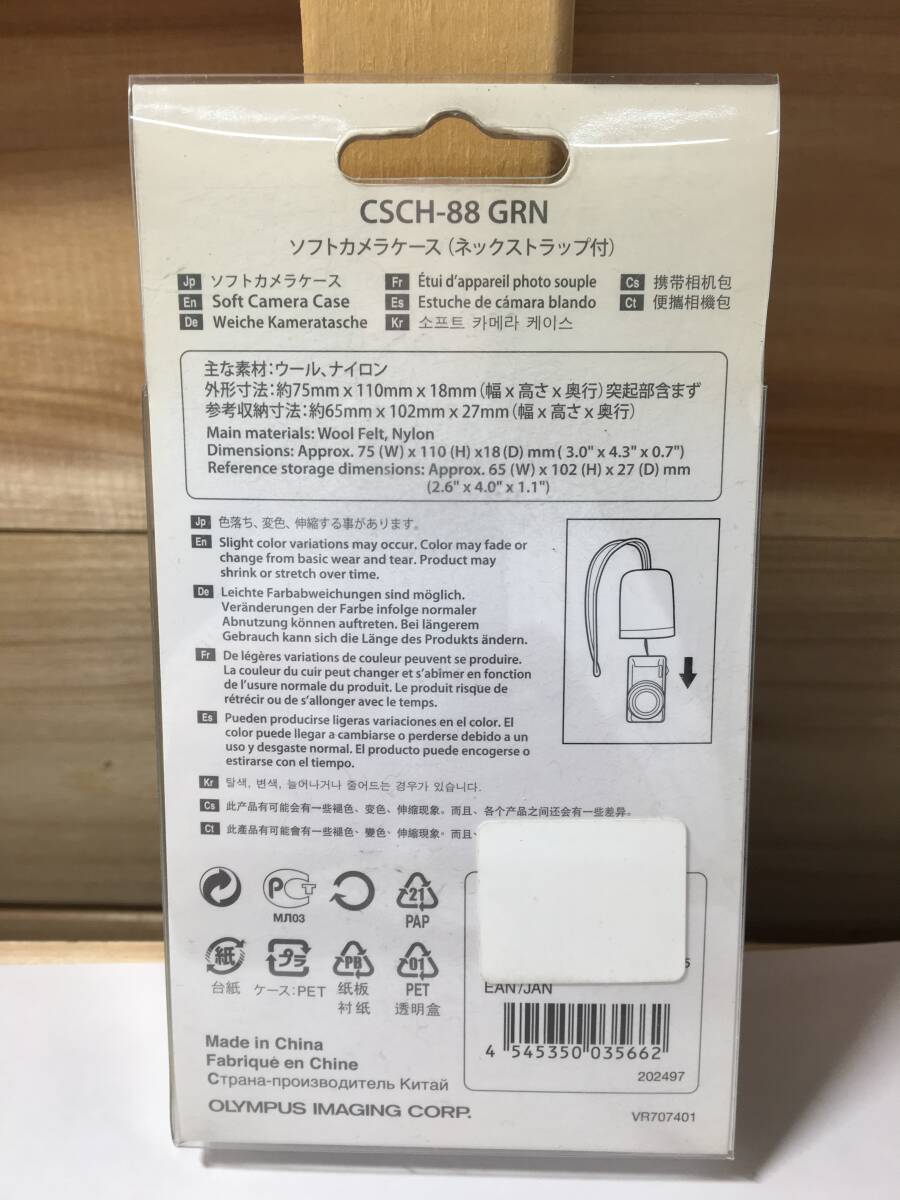 CSCH-88 GRN
ソフトカメラケース（ネックストラップ付）
Jp ソフトカメラケース
En Soft Camera Case
De Weiche Kameratasche
Fr Étui d'appareil photo souple
Es Estuche de cámara blando
Kr 소프트 카메라 케이스
Cs 携带相机包
Ct 便攜相機包
主な素材：ウール、ナイロン
外形寸法：約75mm x 110mm x 18mm（幅 x 高さ x 奥行）突起部含まず
参考収納寸法：約65mm x 102mm x 27mm（幅 x 高さ x 奥行）
Main materials: Wool Felt, Nylon
Dimensions: Approx. 75 (W) x 110 (H) x18 (D) mm ( 3.0" x 4.3" x 0.7")
Reference storage dimensions: Approx. 65 (W) x 102 (H) x 27 (D) mm
(2.6" x 4.0" x 1.1")
Jp 色落ち、変色、伸縮する事があります。
En Slight color variations may occur. Color may fade or
change from basic wear and tear. Product may
shrink or stretch over time.
De Leichte Farbabweichungen sind möglich.
Veränderungen der Farbe infolge normaler
Abnutzung können auftreten. Bei längerem
Gebrauch kann sich die Länge des Produkts ändern.
Fr De légères variations de couleur peuvent se produire.
La couleur du cuir peut changer et s'abîmer en fonction
de l'usure normale du produit. Le produit risque de
rétrécir ou de s'allonger avec le temps.
Es Pueden producirse ligeras variaciones en el color. El
color puede llegar a cambiarse o perderse debido a un
uso y desgaste normal. El producto puede encogerse o
estirarse con el tiempo.
Kr 탈색, 변색, 늘어나거나 줄어드는 경우가 있습니다.
Cs 此产品有可能会有一些褪色、变色、伸缩现象。而且、各个产品之间还会有一些差异。
Ct 此產品有可能會有一些褪色、變色、伸縮現象。而且、
РСТ
МЛ03
21
PAP
紙
台紙
プラ
ケース：PET
PB
纸板
衬纸
01
PET
透明盒
5
EAN/JAN
4 545350 035662
202497
Made in China
Fabriqué en Chine
Страна-производитель Китай
OLYMPUS IMAGING CORP.
VR707401